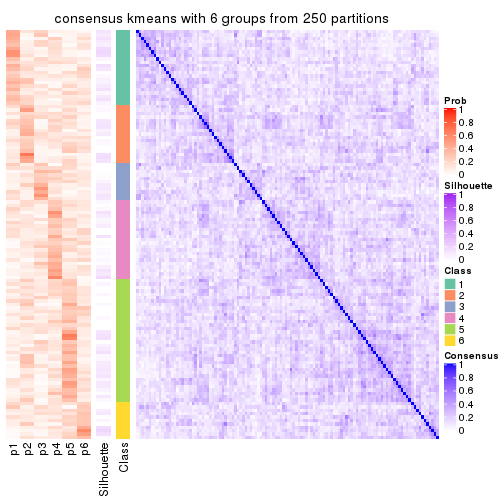 consensus kmeans with 6 groups from 250 partitions
Prob
1
0.8
0.6
0.4
0.2
0
Silhouette
1
0.8
0.6
0.4
0.2
0
Class
1
2
3
4
5
6
Consensus
1
0.8
0.6
0.4
0.2
0
p1
p2
p3
p4
p5
p6
Silhouette
Class